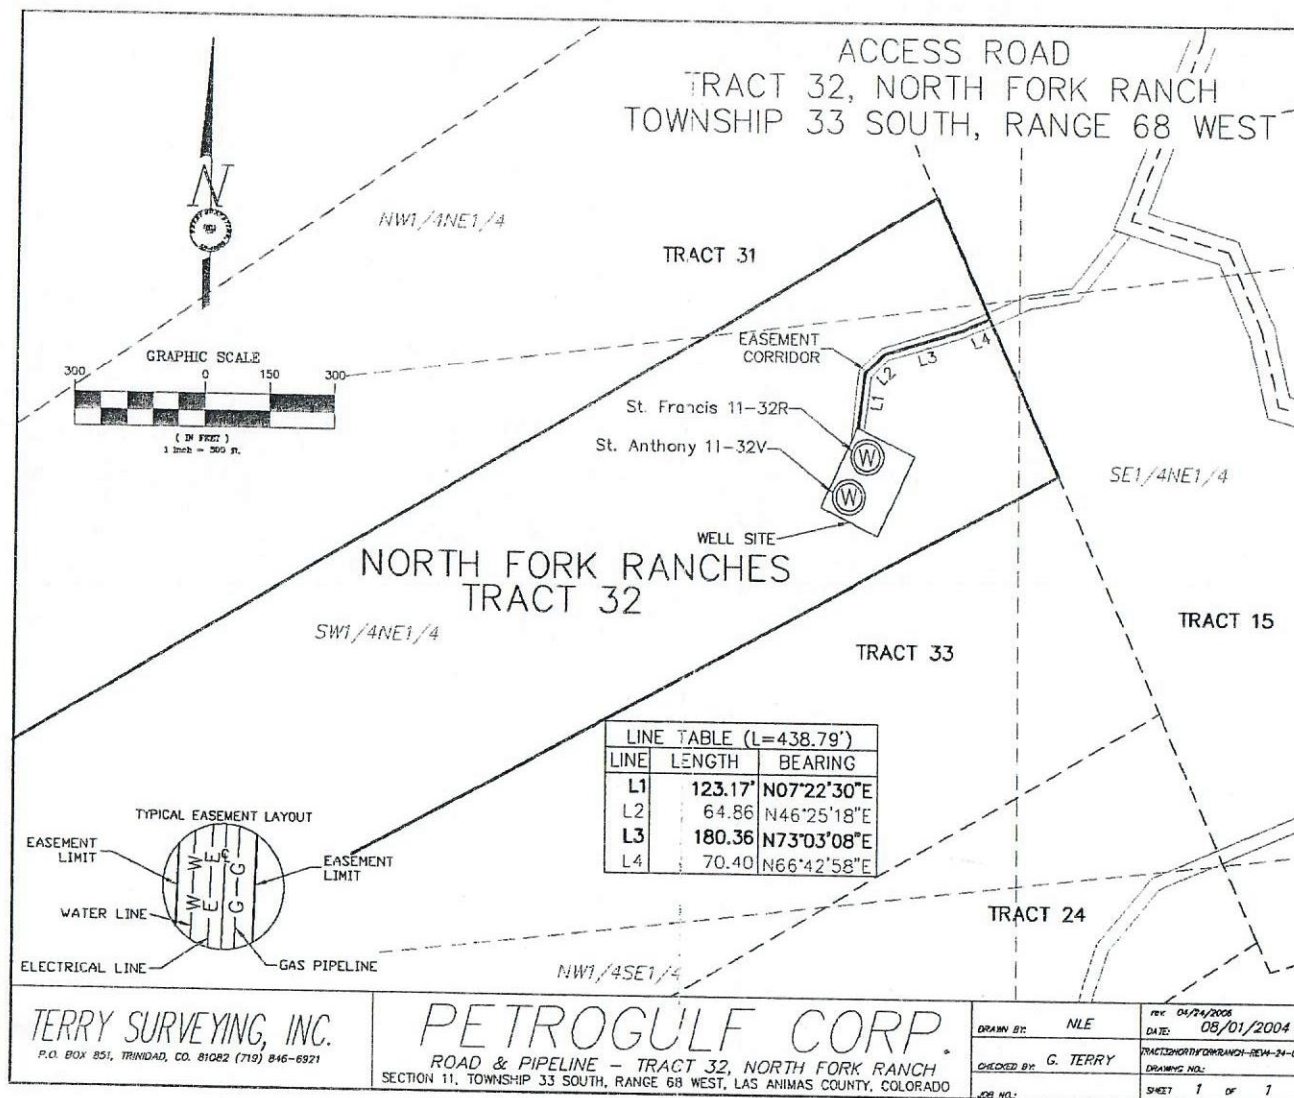 ACCESS ROAD
TRACT 32, NORTH FORK RANCH
TOWNSHIP 33 SOUTH, RANGE 68 WEST
N
NW1/4NE1/4
TRACT 31
GRAPHIC SCALE
300 0 150 300
( IN FEET )
1 inch = 300 ft.
EASEMENT
CORRIDOR
L1
L2
L3
L4
St. Francis 11-32R
St. Anthony 11-32V
W
W
WELL SITE
SE1/4NE1/4
NORTH FORK RANCHES
TRACT 32
SW1/4NE1/4
TRACT 33
TRACT 15
LINE TABLE (L=438.79')
LINE LENGTH BEARING
L1 123.17' N07°22'30"E
L2 64.86 N46°25'18"E
L3 180.36 N73°03'08"E
L4 70.40 N66°42'58"E
TYPICAL EASEMENT LAYOUT
EASEMENT
LIMIT
EASEMENT
LIMIT
W W
E E
G G
WATER LINE
ELECTRICAL LINE
GAS PIPELINE
TRACT 24
NW1/4SE1/4
TERRY SURVEYING, INC.
P.O. BOX 851, TRINIDAD, CO. 81082 (719) 846-6921
PETROGULF CORP.
ROAD & PIPELINE - TRACT 32, NORTH FORK RANCH
SECTION 11, TOWNSHIP 33 SOUTH, RANGE 68 WEST, LAS ANIMAS COUNTY, COLORADO
DRAWN BY: NLE
CHECKED BY: G. TERRY
JOB NO.:
rev. 04/24/2006
DATE: 08/01/2004
DRAWING NO.:
SHEET 1 OF 1